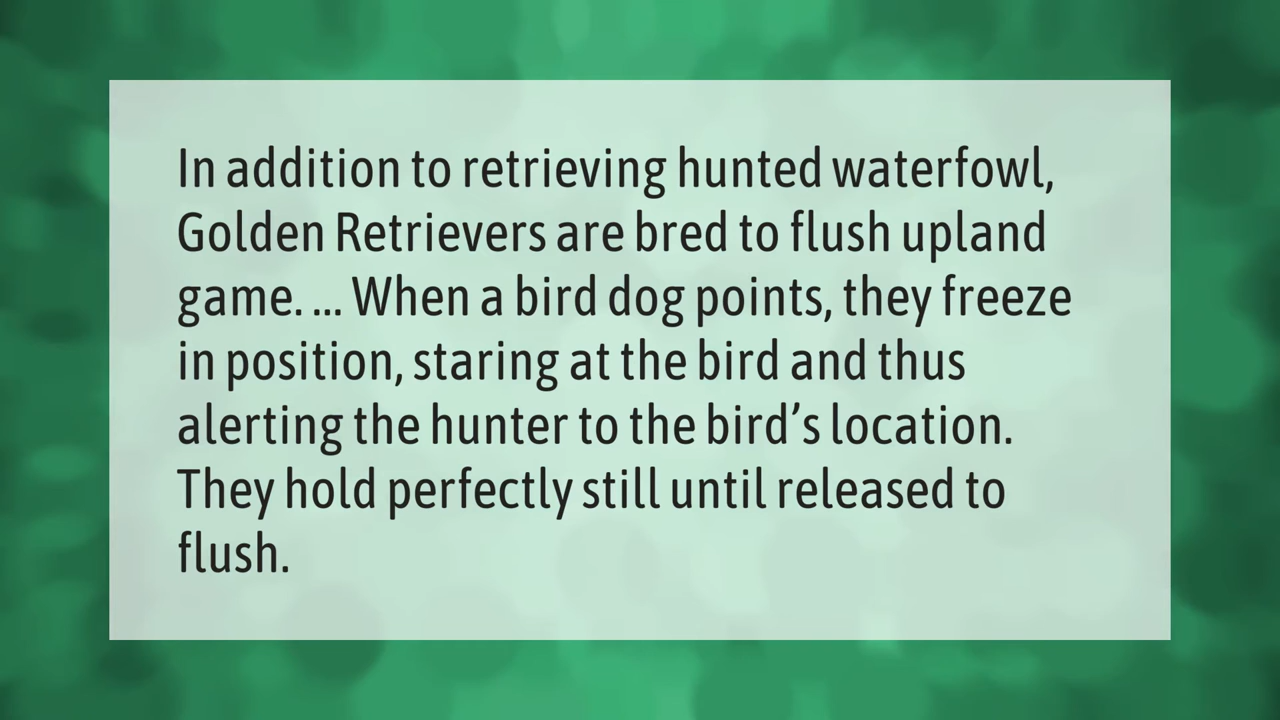 In addition to retrieving hunted waterfowl,
Golden Retrievers are bred to flush upland
game. ... When a bird dog points, they freeze
in position, staring at the bird and thus
alerting the hunter to the bird’s location.
They hold perfectly still until released to
flush.